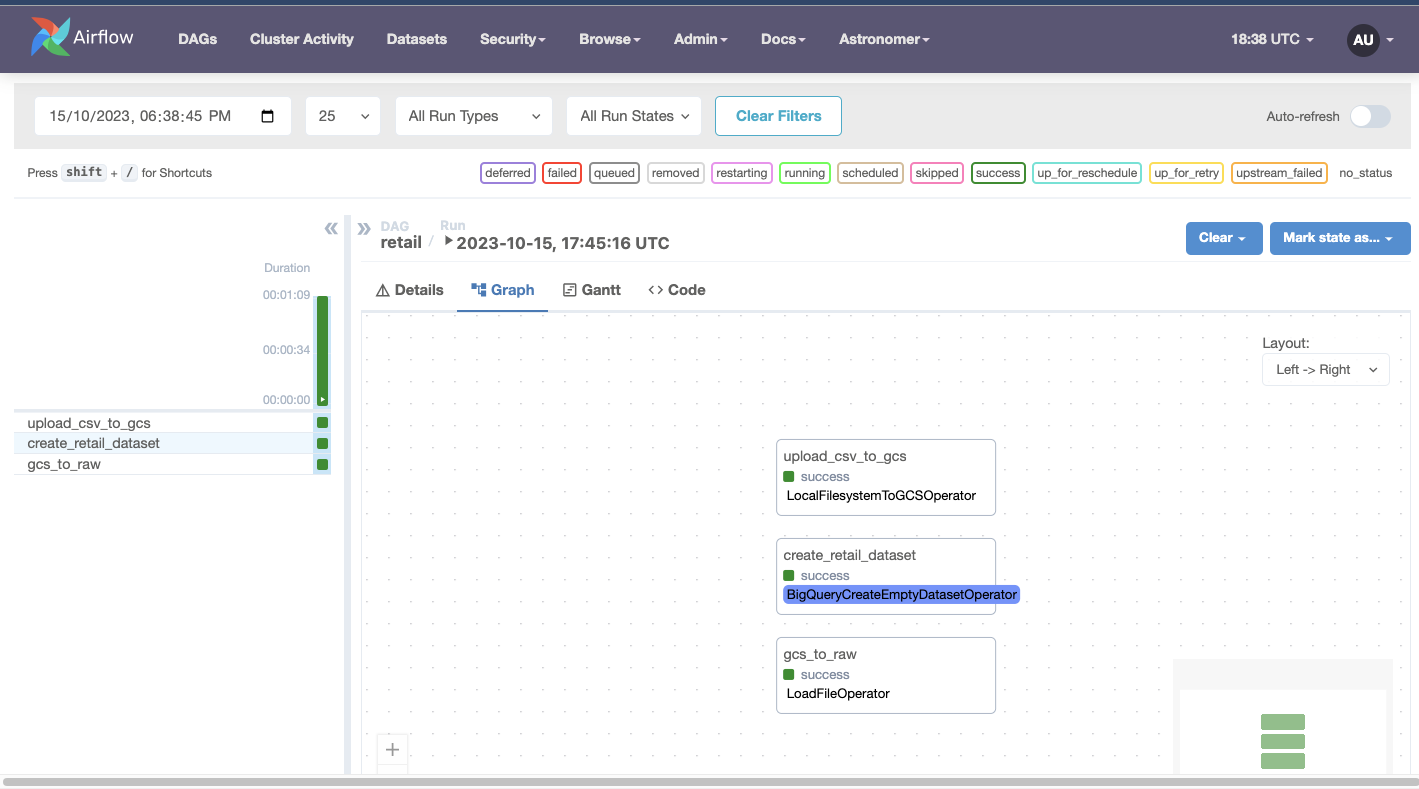 Airflow DAGs Cluster Activity Datasets Security Browse Admin Docs Astronomer 18:38 UTC AU
15/10/2023, 06:38:45 PM 25 All Run Types All Run States Clear Filters Auto-refresh
Press shift + / for Shortcuts deferred failed queued removed restarting running scheduled skipped success up_for_reschedule up_for_retry upstream_failed no_status
DAG Run
retail / 2023-10-15, 17:45:16 UTC Clear Mark state as...
Duration
00:01:09
00:00:34
00:00:00
upload_csv_to_gcs
create_retail_dataset
gcs_to_raw
Details Graph Gantt Code
Layout:
Left -> Right
upload_csv_to_gcs
success
LocalFilesystemToGCSOperator
create_retail_dataset
success
BigQueryCreateEmptyDatasetOperator
gcs_to_raw
success
LoadFileOperator
+